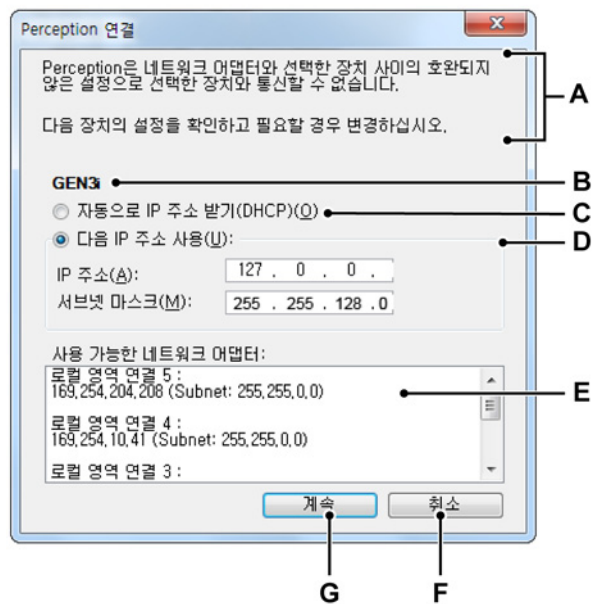 Perception 연결
Perception은 네트워크 어댑터와 선택한 장치 사이의 호완되지
않은 설정으로 선택한 장치와 통신할 수 없습니다.
A
다음 장치의 설정을 확인하고 필요할 경우 변경하십시오.
GEN3i
B
자동으로 IP 주소 받기(DHCP)(O)
C
다음 IP 주소 사용(U):
D
IP 주소(A): 127 . 0 . 0 .
서브넷 마스크(M): 255 . 255 . 128 .0
사용 가능한 네트워크 어댑터:
로컬 영역 연결 5 :
169,254,204,208 (Subnet: 255,255,0,0)
E
로컬 영역 연결 4 :
169,254,10,41 (Subnet: 255,255,0,0)
로컬 영역 연결 3 :
계속 취소
G F